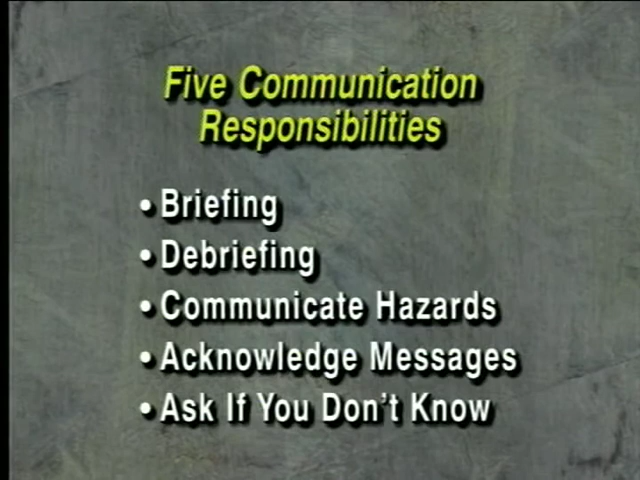 Five Communication
Responsibilities
• Briefing
• Debriefing
• Communicate Hazards
• Acknowledge Messages
• Ask If You Don't Know